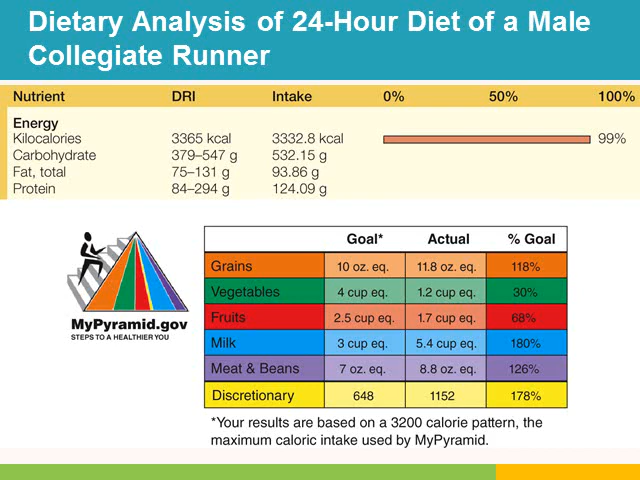 Dietary Analysis of 24-Hour Diet of a Male
Collegiate Runner
Nutrient DRI Intake 0% 50% 100%
Energy
Kilocalories 3365 kcal 3332.8 kcal 99%
Carbohydrate 379–547 g 532.15 g
Fat, total 75–131 g 93.86 g
Protein 84–294 g 124.09 g
MyPyramid.gov
STEPS TO A HEALTHIER YOU
Goal* Actual % Goal
Grains 10 oz. eq. 11.8 oz. eq. 118%
Vegetables 4 cup eq. 1.2 cup eq. 30%
Fruits 2.5 cup eq. 1.7 cup eq. 68%
Milk 3 cup eq. 5.4 cup eq. 180%
Meat & Beans 7 oz. eq. 8.8 oz. eq. 126%
Discretionary 648 1152 178%
*Your results are based on a 3200 calorie pattern, the
maximum caloric intake used by MyPyramid.